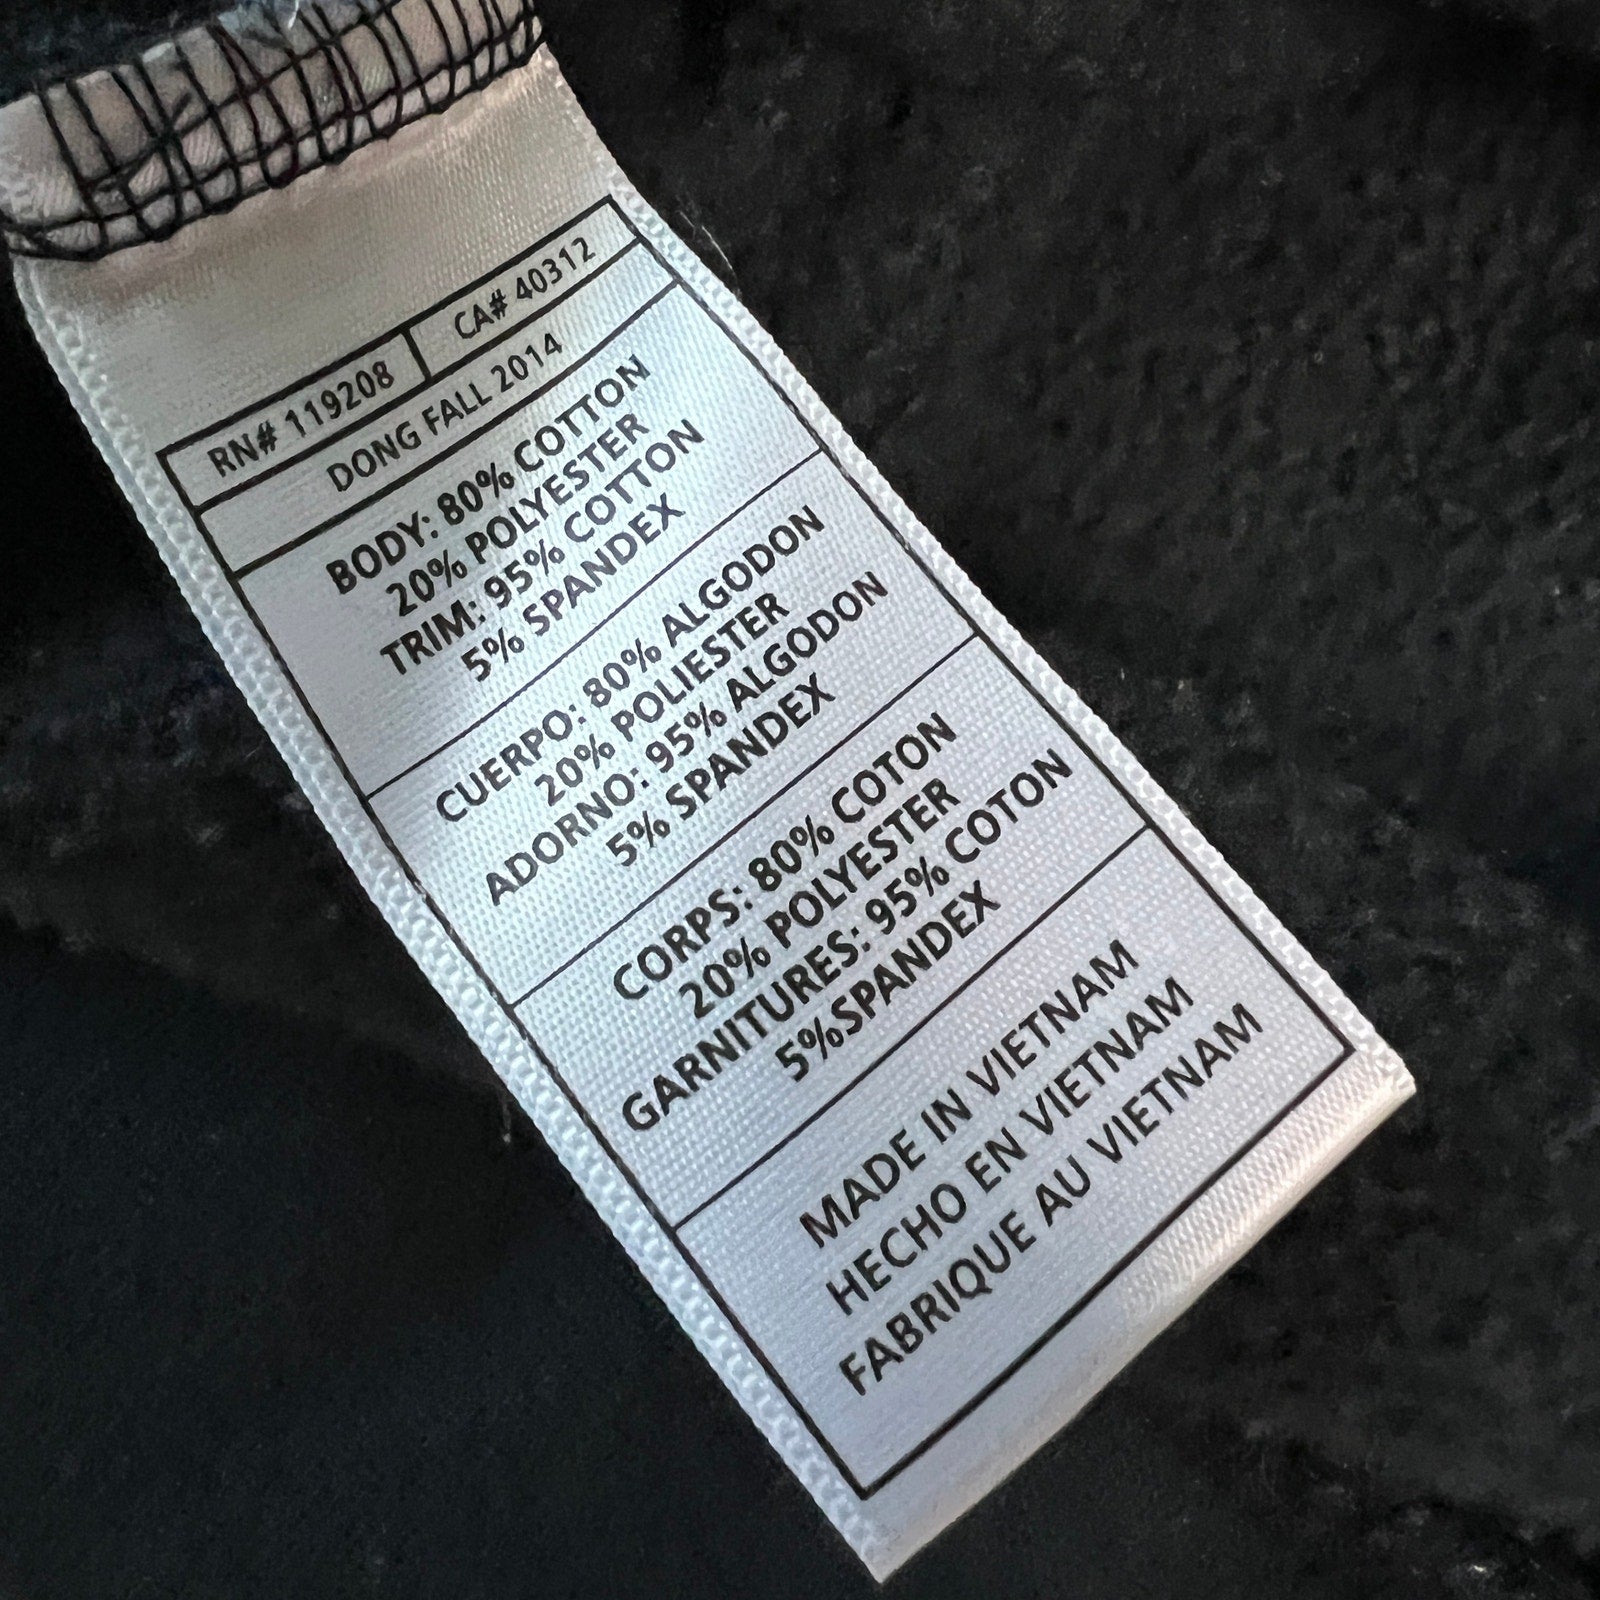 RN# 119208 CA# 40312
DONG FALL 2014
BODY: 80% COTTON
20% POLYESTER
TRIM: 95% COTTON
5% SPANDEX
CUERPO: 80% ALGODON
20% POLIESTER
ADORNO: 95% ALGODON
5% SPANDEX
CORPS: 80% COTON
20% POLYESTER
GARNITURES: 95% COTON
5%SPANDEX
MADE IN VIETNAM
HECHO EN VIETNAM
FABRIQUE AU VIETNAM